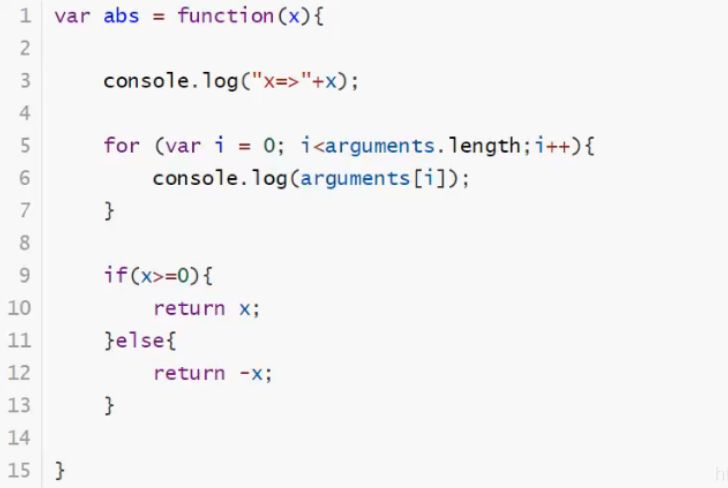 1 var abs = function(x){
2
3     console.log("x=>"+x);
4
5     for (var i = 0; i<arguments.length;i++){
6         console.log(arguments[i]);
7     }
8
9     if(x>=0){
10         return x;
11     }else{
12         return -x;
13     }
14
15 }